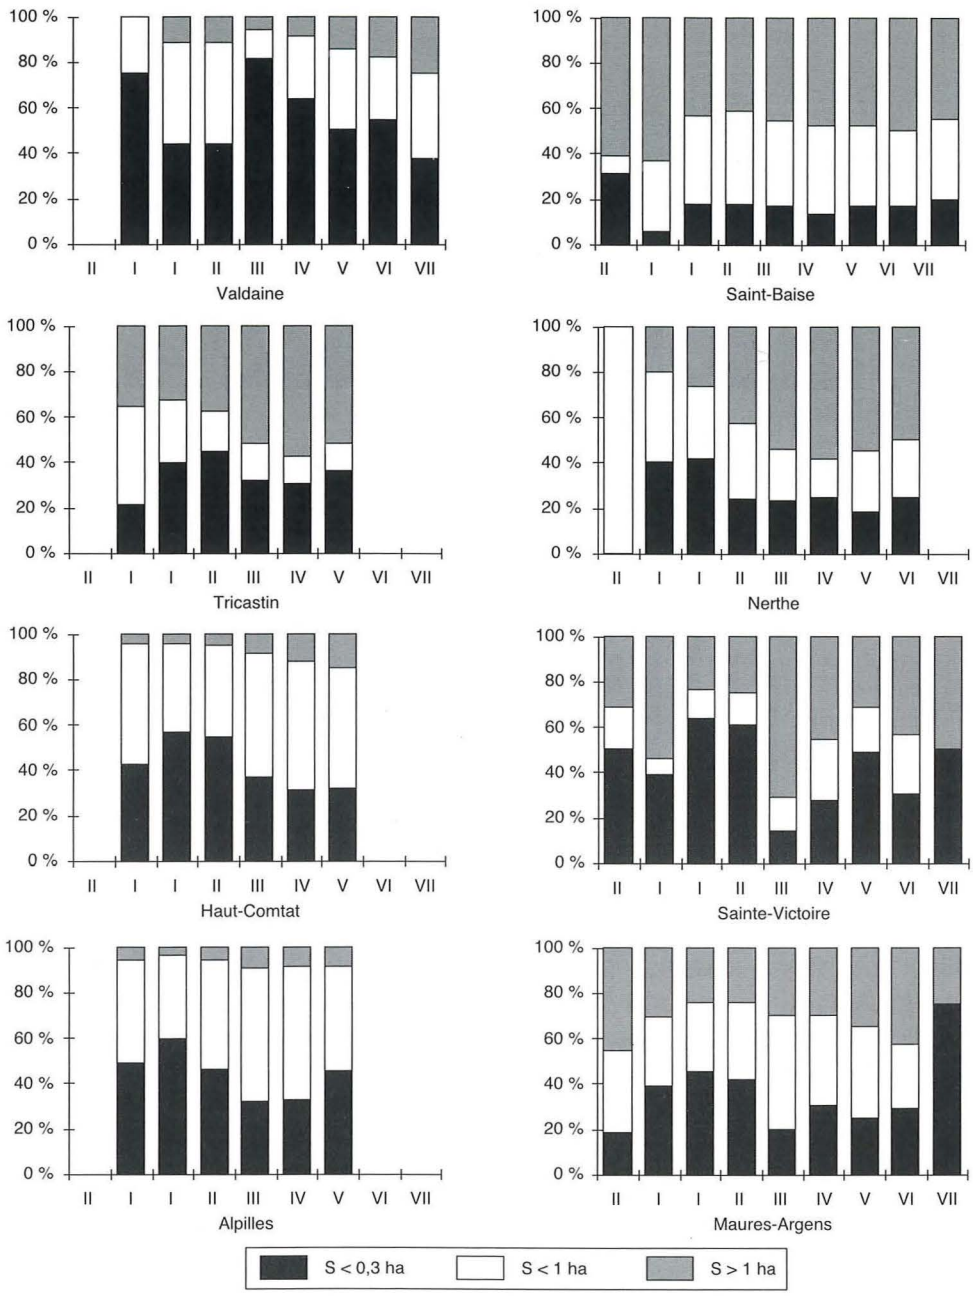 100 %
80 %
60 %
40 %
20 %
0 %
II I I II III IV V VI VII
Valdaine
100 %
80 %
60 %
40 %
20 %
0 %
II I I II III IV V VI VII
Saint-Baise
100 %
80 %
60 %
40 %
20 %
0 %
II I I II III IV V VI VII
Tricastin
100 %
80 %
60 %
40 %
20 %
0 %
II I I II III IV V VI VII
Nerthe
100 %
80 %
60 %
40 %
20 %
0 %
II I I II III IV V VI VII
Haut-Comtat
100 %
80 %
60 %
40 %
20 %
0 %
II I I II III IV V VI VII
Sainte-Victoire
100 %
80 %
60 %
40 %
20 %
0 %
II I I II III IV V VI VII
Alpilles
100 %
80 %
60 %
40 %
20 %
0 %
II I I II III IV V VI VII
Maures-Argens
S < 0,3 ha S < 1 ha S > 1 ha